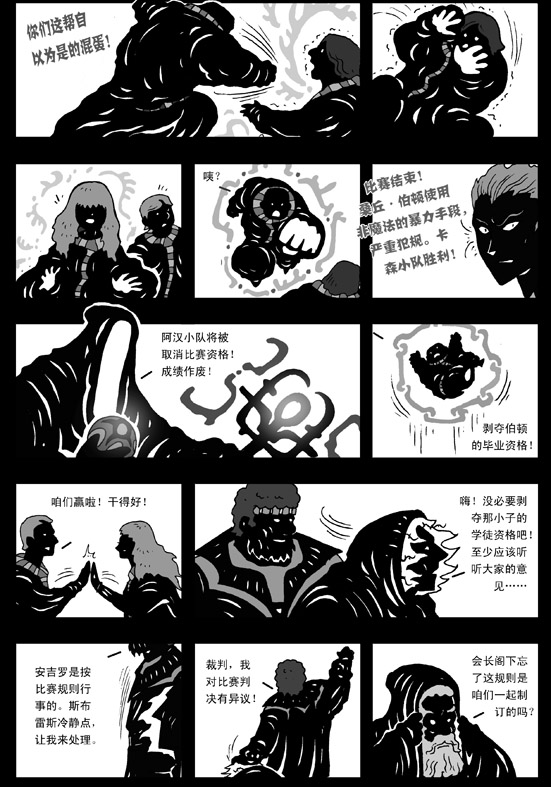 你们这帮自
以为是的混蛋！
咦？
比赛结束！
桑丘·伯顿使用
非魔法的暴力手段，
严重犯规。卡
森小队胜利！
阿汉小队将被
取消比赛资格！
成绩作废！
剥夺伯顿
的毕业资格！
咱们赢啦！干得好！
嗨！没必要剥
夺那小子的
学徒资格吧！
至少应该听
听大家的意
见……
安吉罗是按
比赛规则行
事的。斯布
雷斯冷静点，
让我来处理。
裁判，我
对比赛判
决有异议！
会长阁下忘
了这规则是
咱们一起制
订的吗？